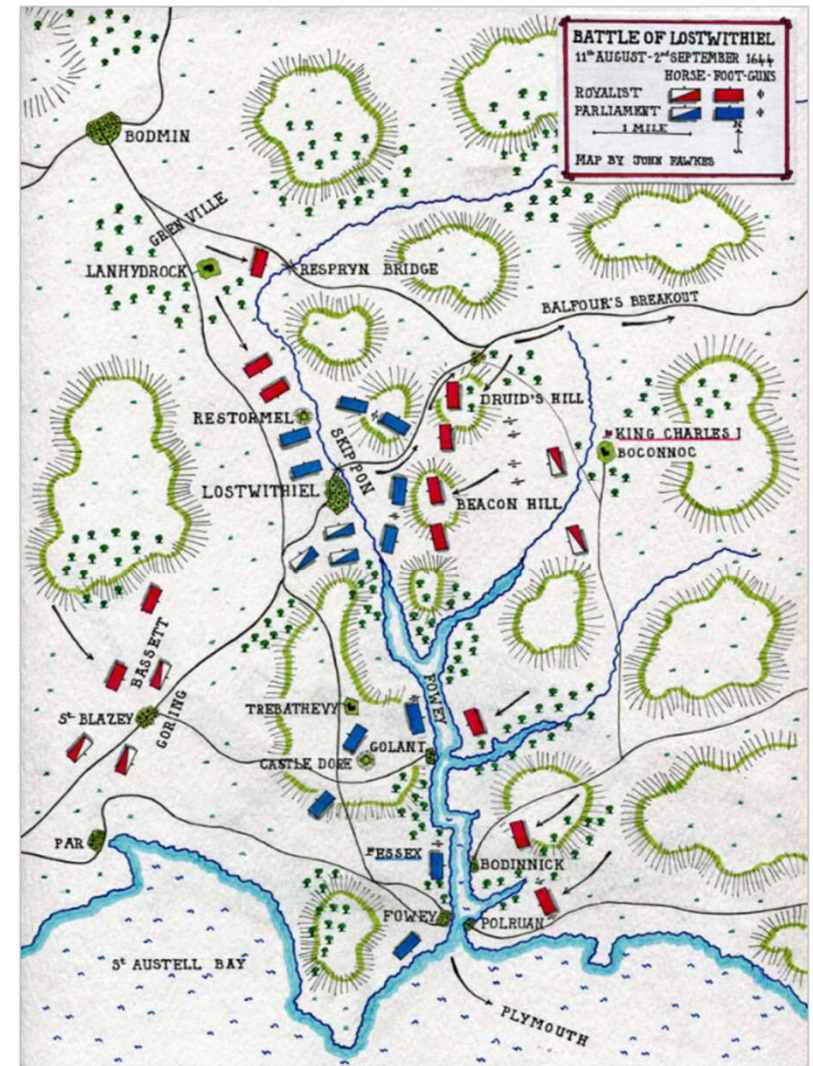 BATTLE OF LOSTWITHIEL
11th AUGUST - 2nd SEPTEMBER 1644
HORSE - FOOT - GUNS
ROYALIST
PARLIAMENT
1 MILE
N
MAP BY JOHN FAWKES
BODMIN
GRENVILLE
LANHYDROCK
RESPRYN BRIDGE
BALFOUR'S BREAKOUT
DRUID'S HILL
RESTORMEL
KING CHARLES I
BOCONNOC
SKIPPON
LOSTWITHIEL
BEACON HILL
BASSETT
FOWEY
TREBATHEVY
St BLAZEY
GORING
GOLANT
CASTLE DORE
PAR
ESSEX
BODINNICK
FOWEY
POLRUAN
St AUSTELL BAY
PLYMOUTH